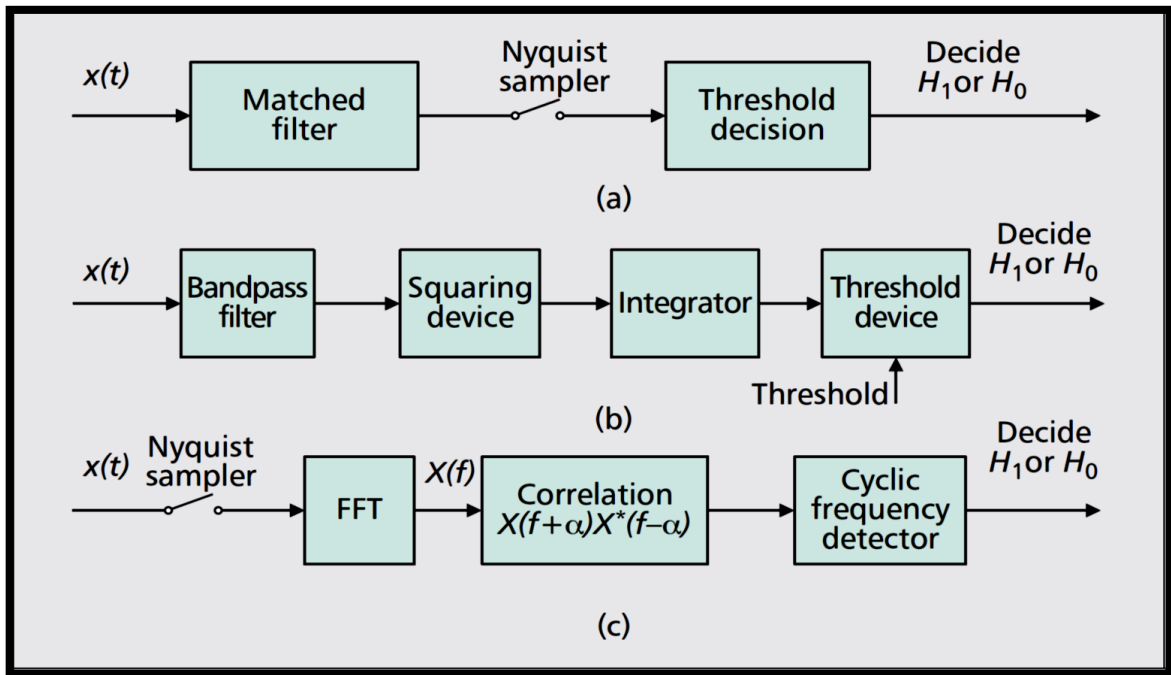 x(t)
Matched
filter
Nyquist
sampler
Threshold
decision
Decide
H1 or H0
(a)
x(t)
Bandpass
filter
Squaring
device
Integrator
Threshold
device
Threshold
Decide
H1 or H0
(b)
x(t)
Nyquist
sampler
FFT
X(f)
Correlation
X(f+α)X*(f–α)
Cyclic
frequency
detector
Decide
H1 or H0
(c)